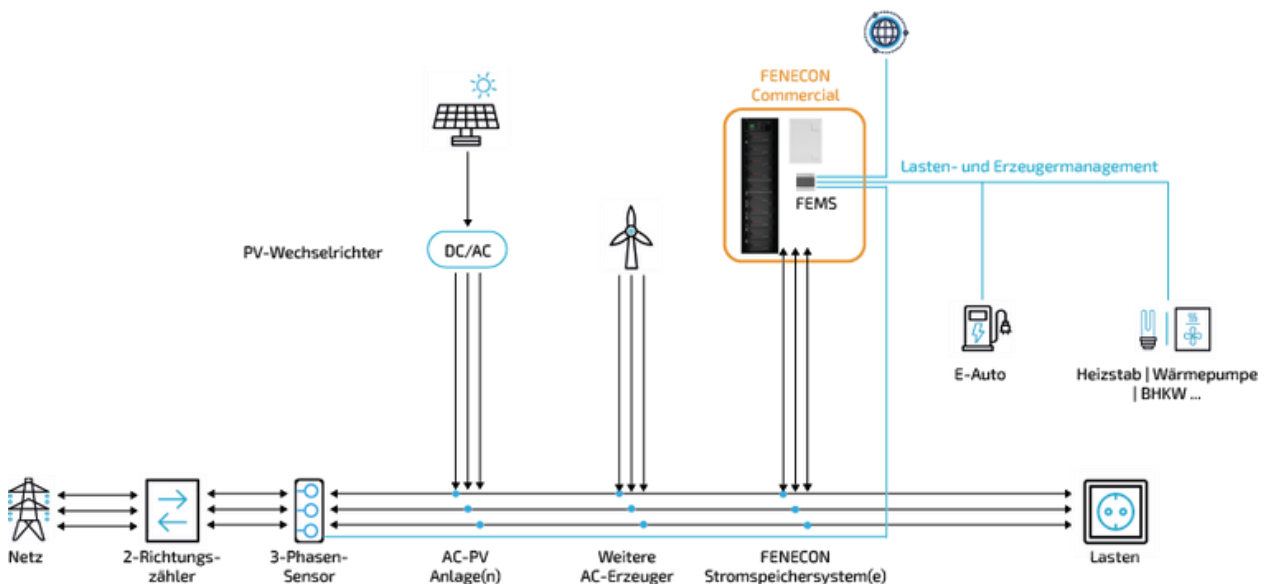 FENECON
Commercial
Lasten- und Erzeugermanagement
FEMS
PV-Wechselrichter
DC/AC
E-Auto
Heizstab | Wärmepumpe
| BHKW ...
Netz
2-Richtungs-
zähler
3-Phasen-
Sensor
AC-PV
Anlage(n)
Weitere
AC-Erzeuger
FENECON
Stromspeichersystem(e)
Lasten